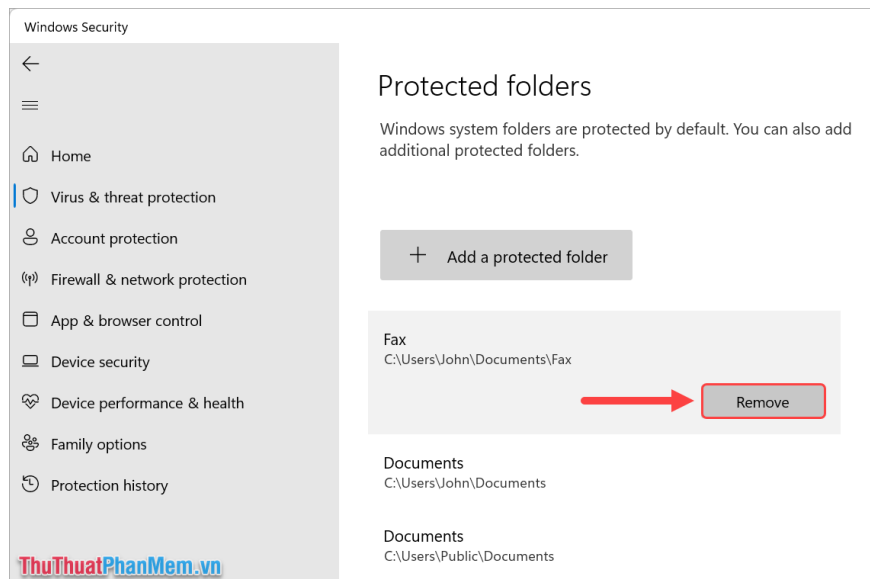 Windows Security
Home
Virus & threat protection
Account protection
Firewall & network protection
App & browser control
Device security
Device performance & health
Family options
Protection history
ThuThuatPhanMem.vn
Protected folders
Windows system folders are protected by default. You can also add
additional protected folders.
Add a protected folder
Fax
C:\Users\John\Documents\Fax
Remove
Documents
C:\Users\John\Documents
Documents
C:\Users\Public\Documents